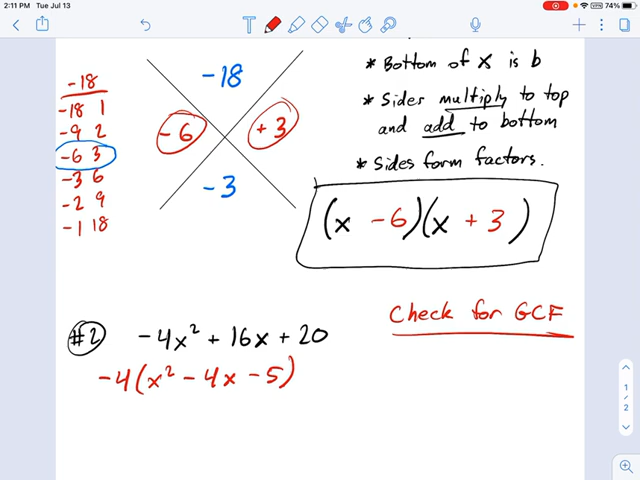 2:11 PM Tue Jul 13
74%
* Bottom of x is b
* Sides multiply to top
and add to bottom
* Sides form factors.
-18
-18 1
-9 2
-6 3
-3 6
-2 9
-1 18
-18
-6
+3
-3
(x -6)(x +3)
#2
-4x² + 16x + 20
-4(x² - 4x - 5)
Check for GCF
1
/
2